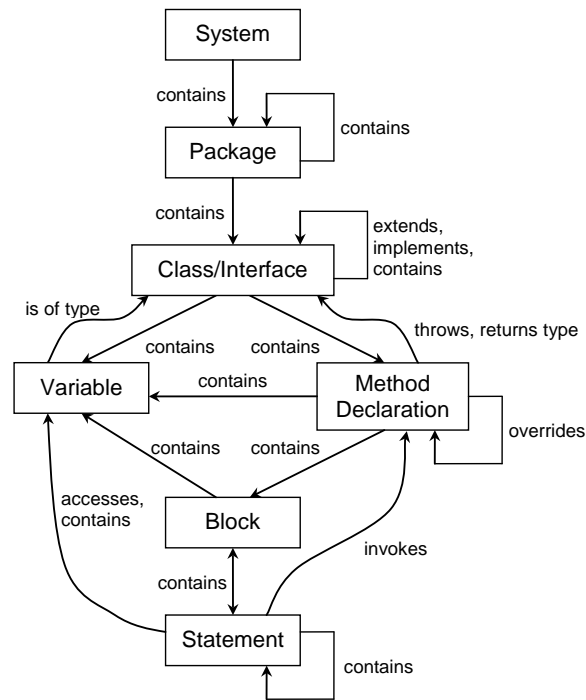 System
contains
contains
Package
contains
extends,
implements,
contains
Class/Interface
is of type
throws, returns type
contains
contains
Variable
contains
Method
Declaration
overrides
contains
contains
accesses,
contains
Block
invokes
contains
Statement
contains